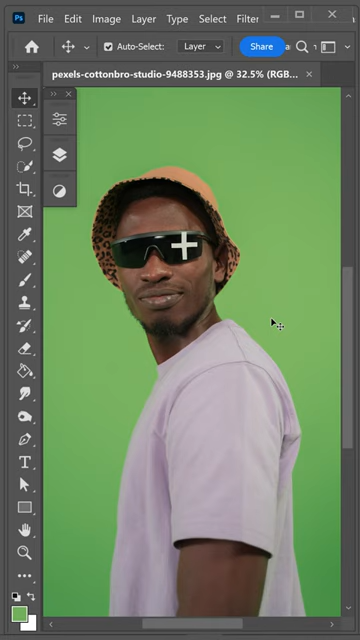 Ps File Edit Image Layer Type Select Filter
Auto-Select: Layer Share
pexels-cottonbro-studio-9488353.jpg @ 32.5% (RGB...
T